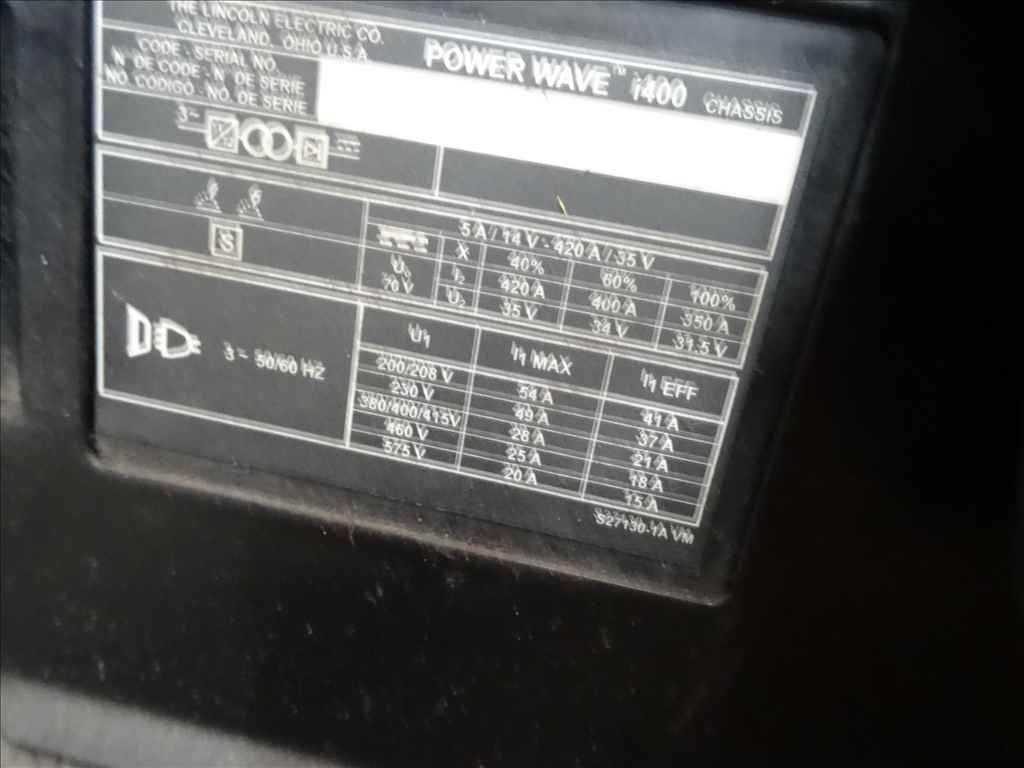 THE LINCOLN ELECTRIC CO.
CLEVELAND, OHIO U.S.A.
POWER WAVE™ i400 CHASSIS
CODE - SERIAL NO.
N° DE CODE - N° DE SERIE
NO. CODIGO - NO. DE SERIE
3~
S
5 A / 14 V - 420 A / 35 V
X 40% 60% 100%
U₀ 70 V
I₂ 420 A 400 A 350 A
U₂ 35 V 34 V 31.5 V
3~ 50/60 HZ
U₁ I₁ MAX I₁ EFF
200/208 V 54 A 41 A
230 V 49 A 37 A
380/400/415V 26 A 21 A
460 V 25 A 18 A
575 V 20 A 15 A
S27130-1A VM